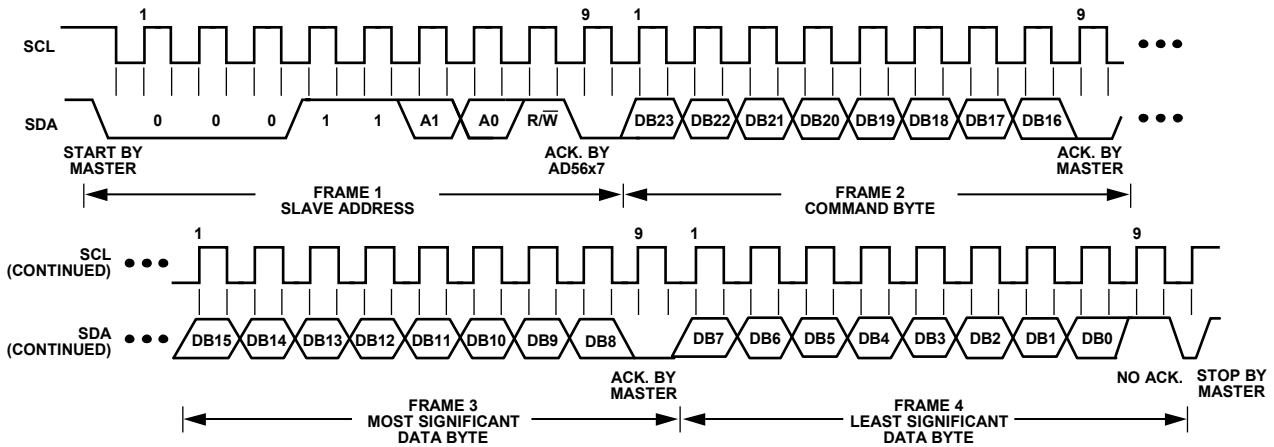 1 9 1 9
SCL
SDA 0 0 0 1 1 A1 A0 R/W̅ DB23 DB22 DB21 DB20 DB19 DB18 DB17 DB16
START BY
MASTER
ACK. BY
AD56x7
ACK. BY
MASTER
FRAME 1
SLAVE ADDRESS
FRAME 2
COMMAND BYTE
1 9 1 9
SCL
(CONTINUED)
SDA
(CONTINUED)
DB15 DB14 DB13 DB12 DB11 DB10 DB9 DB8 DB7 DB6 DB5 DB4 DB3 DB2 DB1 DB0
ACK. BY
MASTER
NO ACK.
STOP BY
MASTER
FRAME 3
MOST SIGNIFICANT
DATA BYTE
FRAME 4
LEAST SIGNIFICANT
DATA BYTE